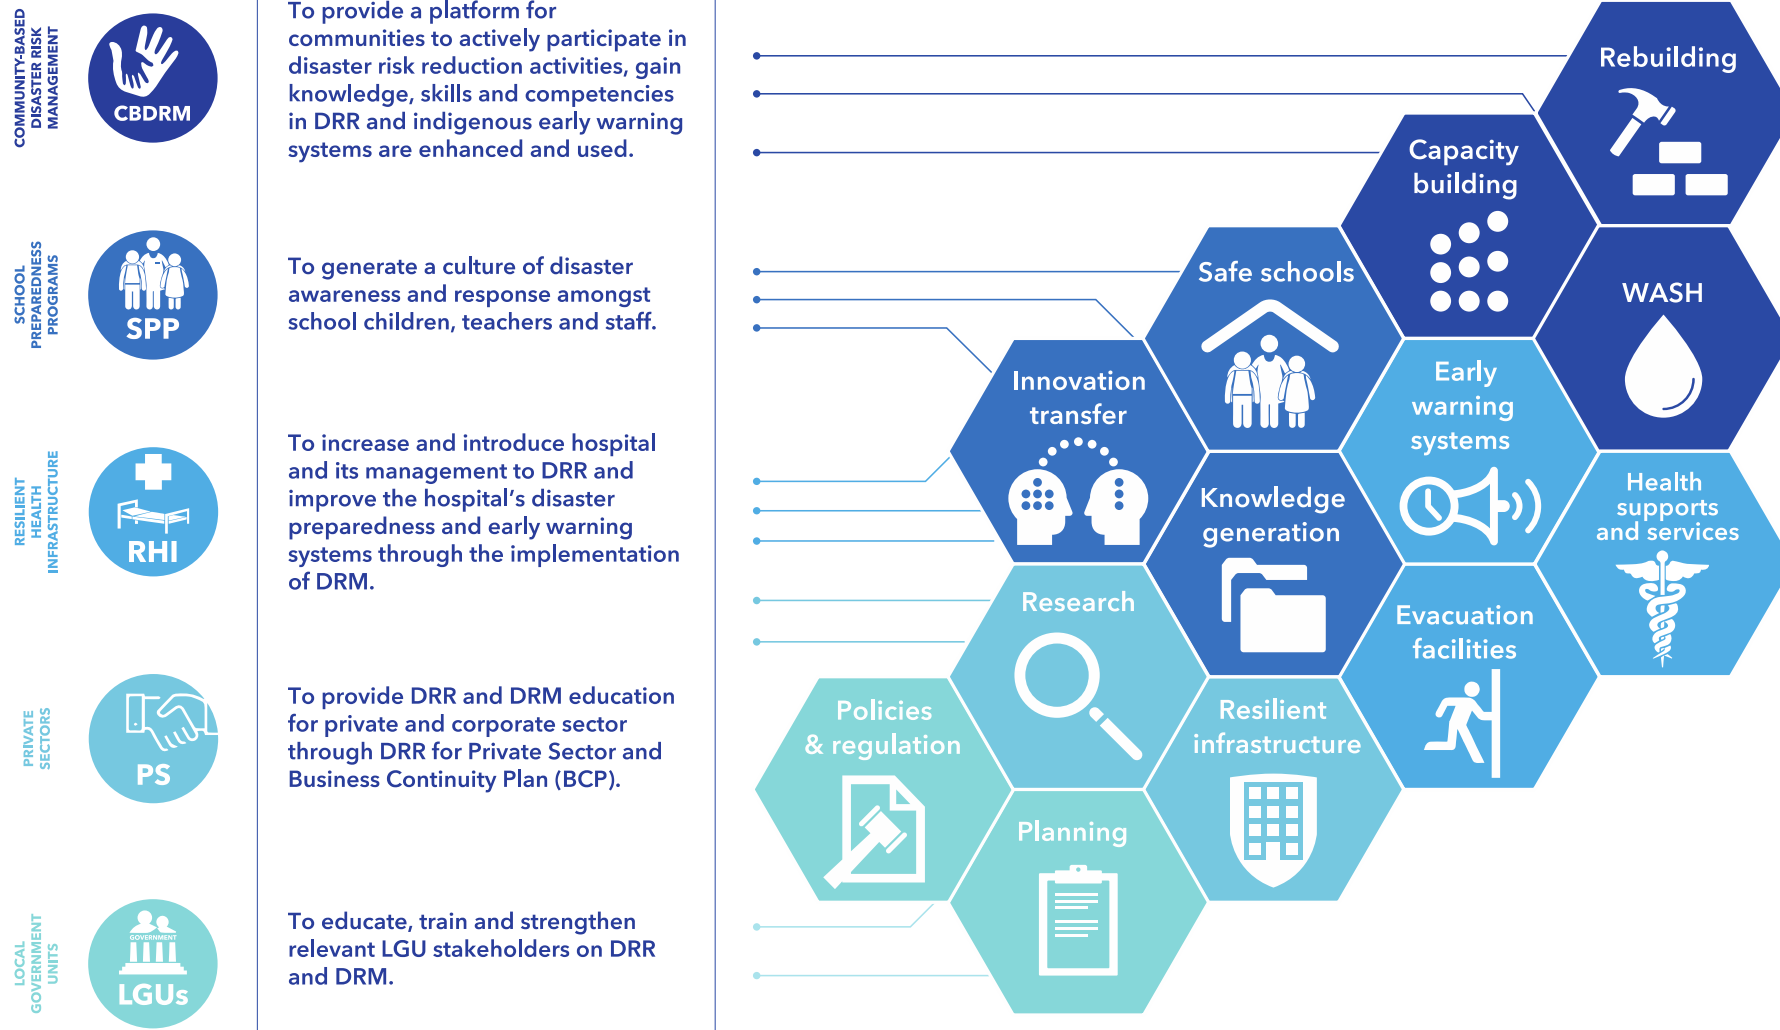 COMMUNITY-BASED
DISASTER RISK
MANAGEMENT
CBDRM
To provide a platform for
communities to actively participate in
disaster risk reduction activities, gain
knowledge, skills and competencies
in DRR and indigenous early warning
systems are enhanced and used.
SCHOOL
PREPAREDNESS
PROGRAMS
SPP
To generate a culture of disaster
awareness and response amongst
school children, teachers and staff.
RESILIENT
HEALTH
INFRASTRUCTURE
RHI
To increase and introduce hospital
and its management to DRR and
improve the hospital's disaster
preparedness and early warning
systems through the implementation
of DRM.
PRIVATE
SECTORS
PS
To provide DRR and DRM education
for private and corporate sector
through DRR for Private Sector and
Business Continuity Plan (BCP).
LOCAL
GOVERNMENT
UNITS
GOVERNMENT
LGUs
To educate, train and strengthen
relevant LGU stakeholders on DRR
and DRM.
Rebuilding
Capacity
building
Safe schools
WASH
Innovation
transfer
Early
warning
systems
Knowledge
generation
Health
supports
and services
Research
Evacuation
facilities
Policies
& regulation
Resilient
infrastructure
Planning